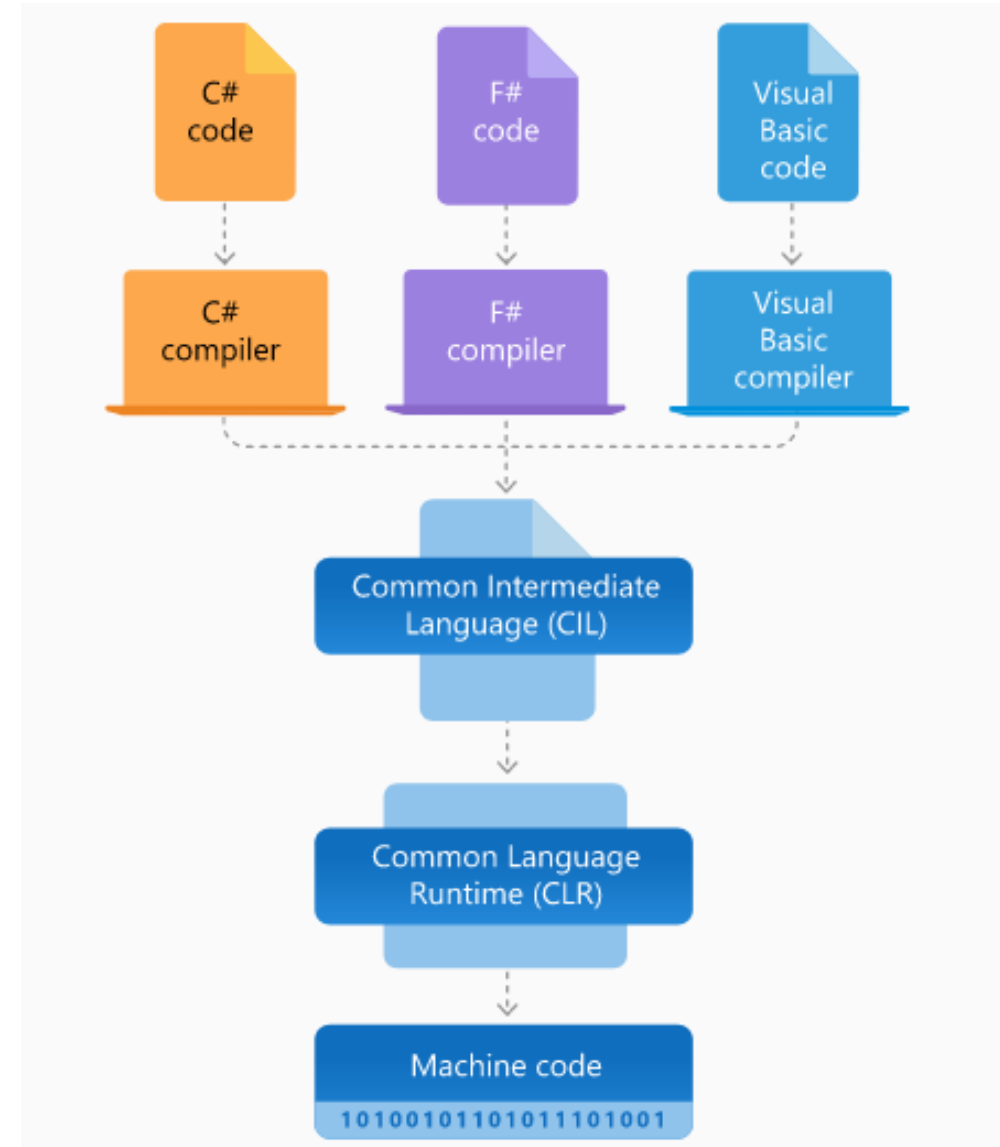 C#
code
F#
code
Visual
Basic
code
C#
compiler
F#
compiler
Visual
Basic
compiler
Common Intermediate
Language (CIL)
Common Language
Runtime (CLR)
Machine code
101001011010111101001